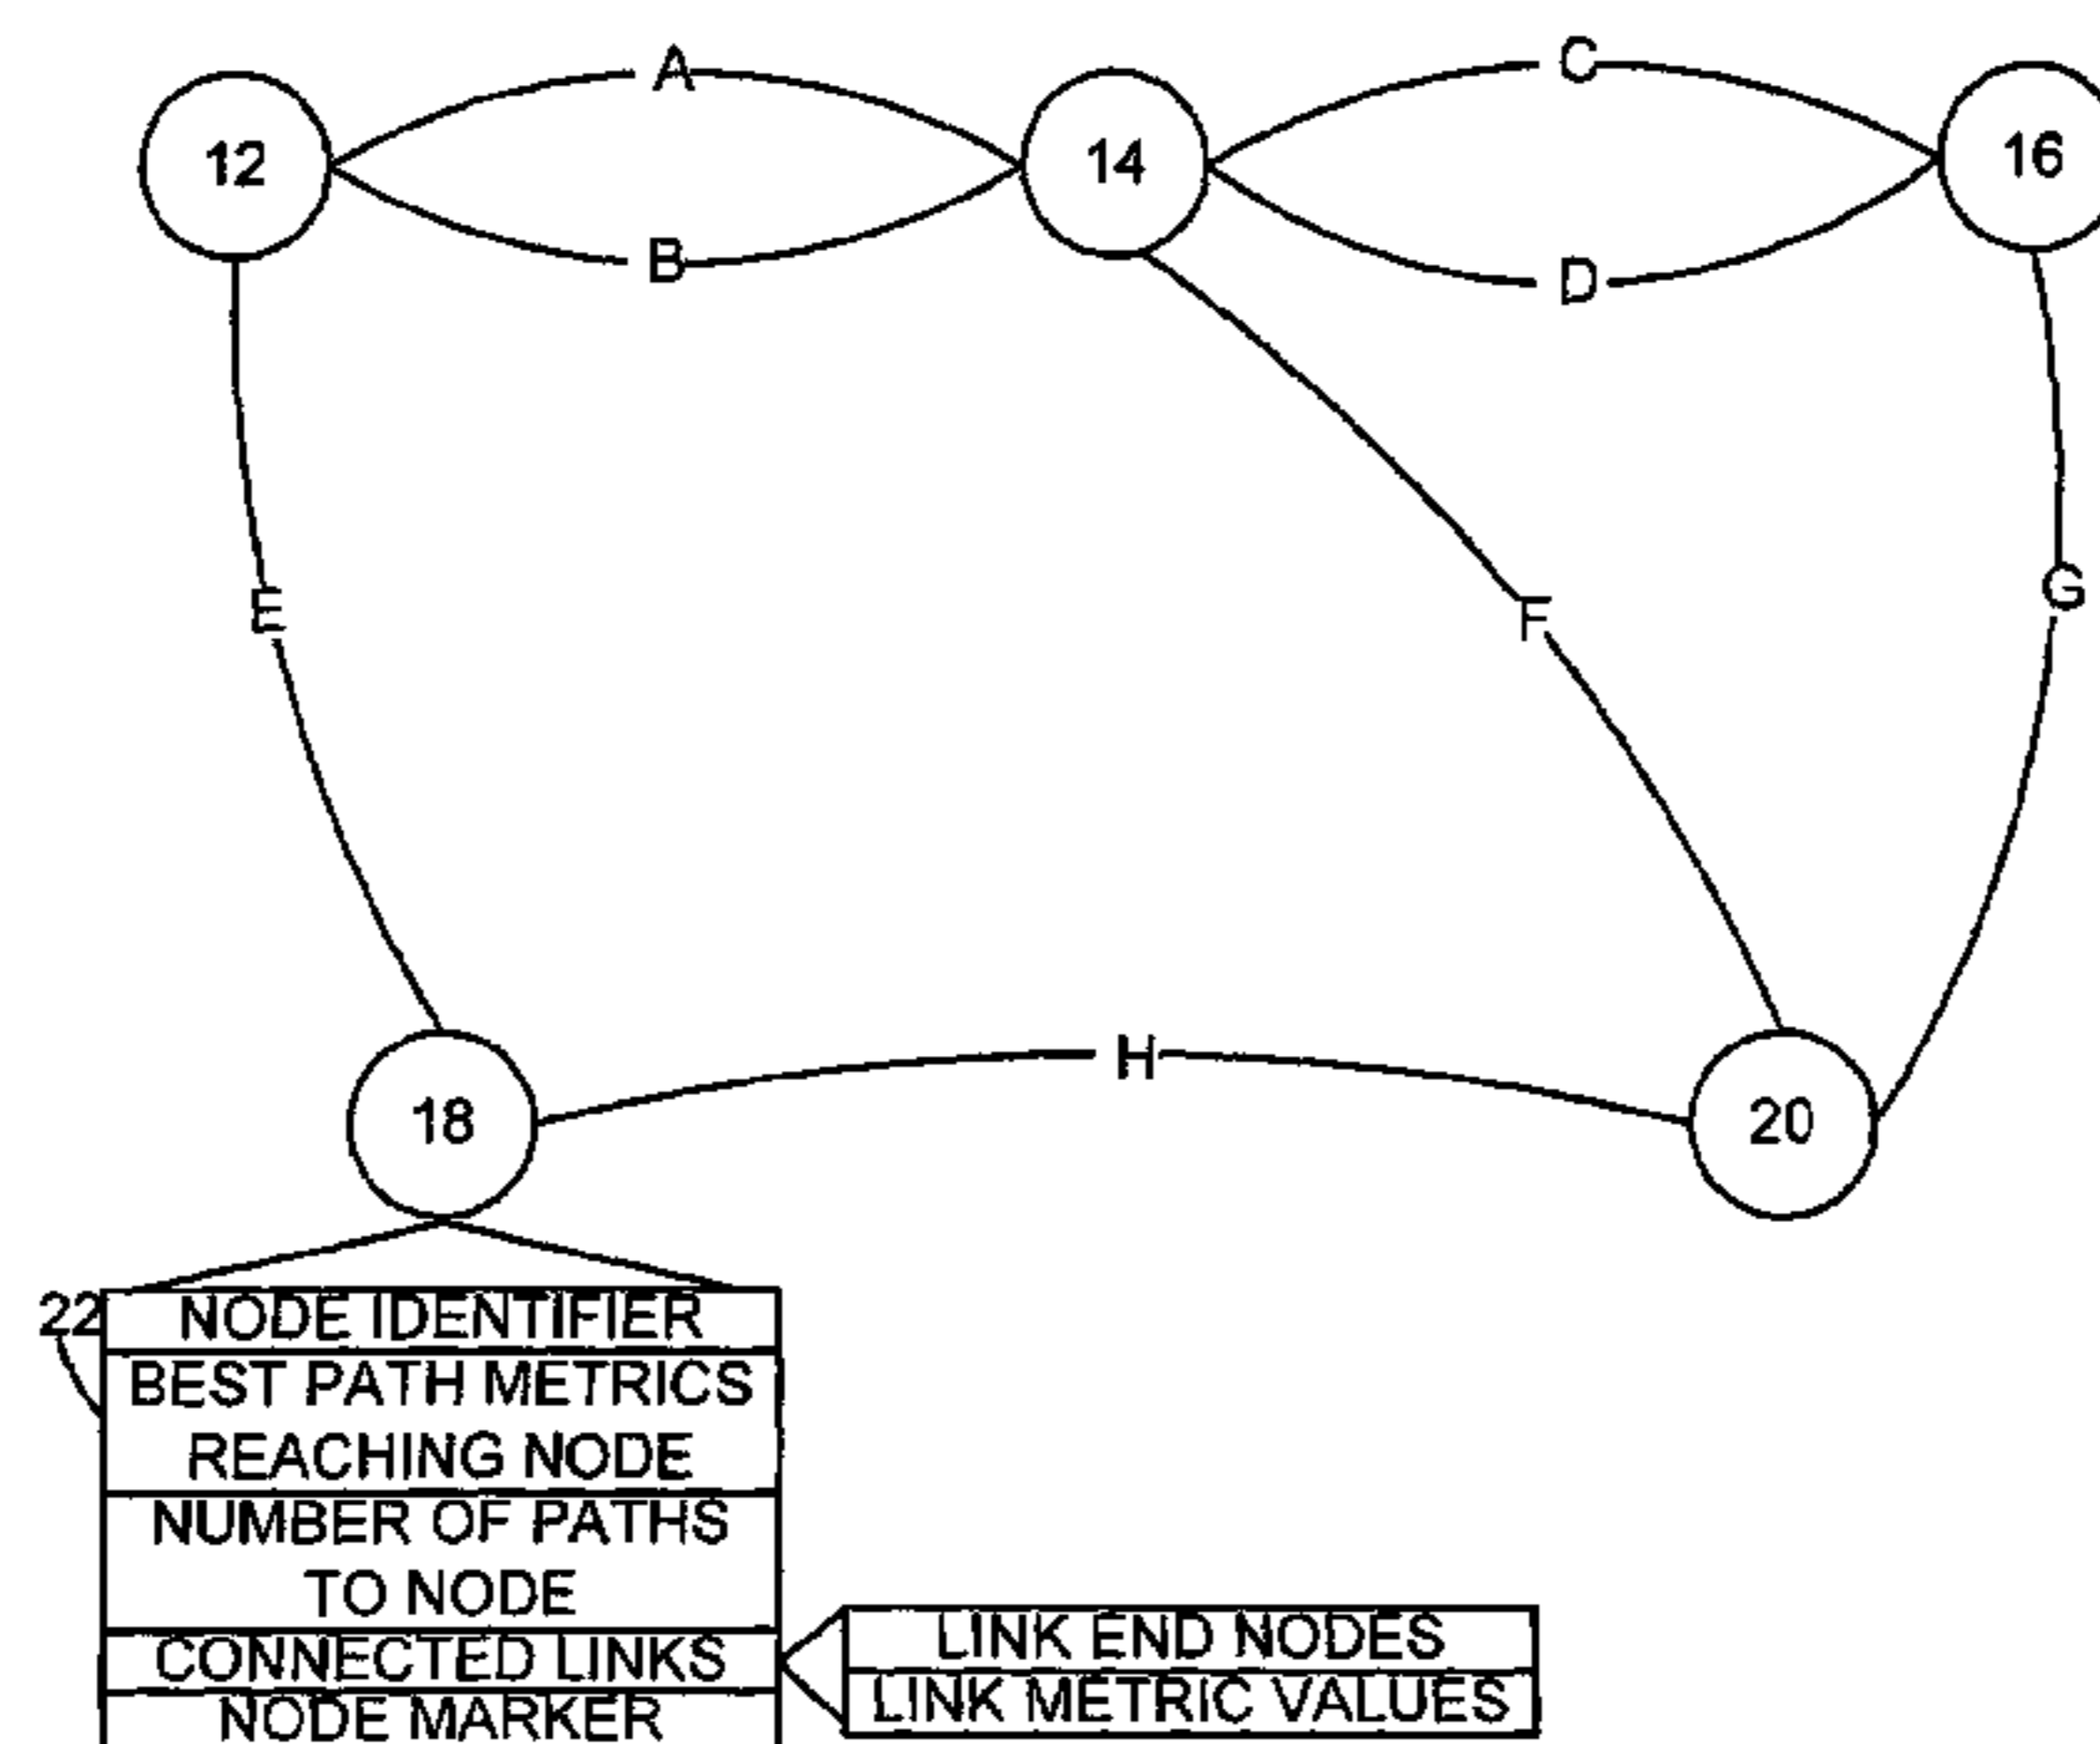 A
C
12
14
16
B
D
E
F
G
H
18
20
22
NODE IDENTIFIER
BEST PATH METRICS
REACHING NODE
NUMBER OF PATHS
TO NODE
CONNECTED LINKS
NODE MARKER
LINK END NODES
LINK METRIC VALUES